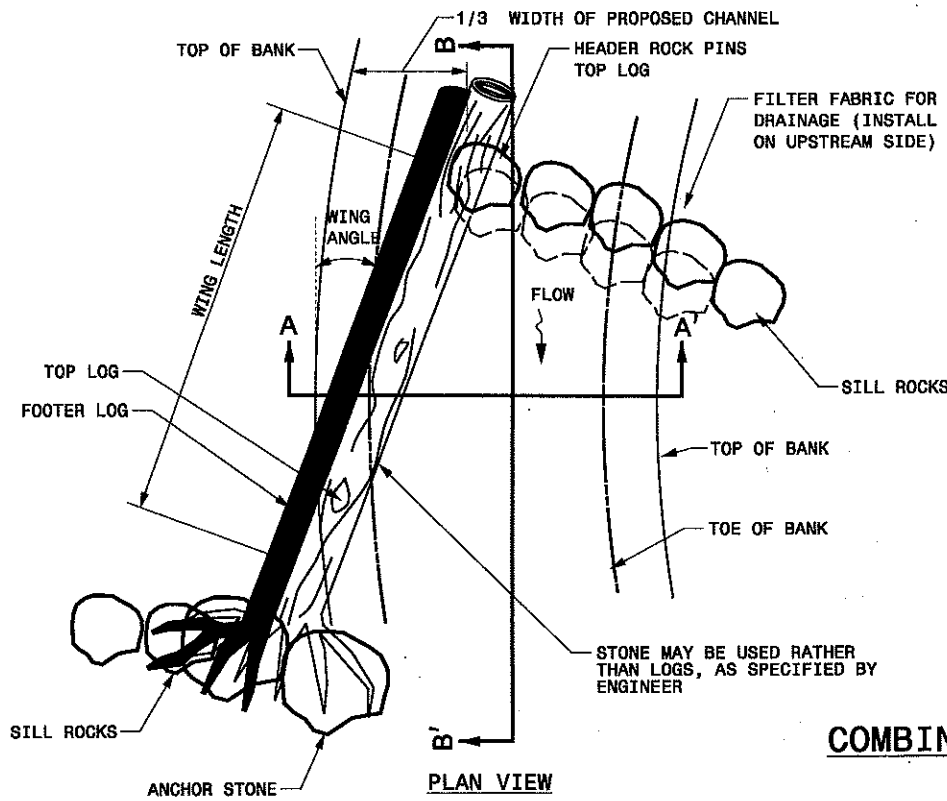 1/3 WIDTH OF PROPOSED CHANNEL
TOP OF BANK
B
HEADER ROCK PINS
TOP LOG
FILTER FABRIC FOR
DRAINAGE (INSTALL
ON UPSTREAM SIDE)
WING
ANGLE
WING LENGTH
FLOW
A
A'
TOP LOG
SILL ROCKS
FOOTER LOG
TOP OF BANK
TOE OF BANK
STONE MAY BE USED RATHER
THAN LOGS, AS SPECIFIED BY
ENGINEER
SILL ROCKS
B'
COMBIN
ANCHOR STONE
PLAN VIEW